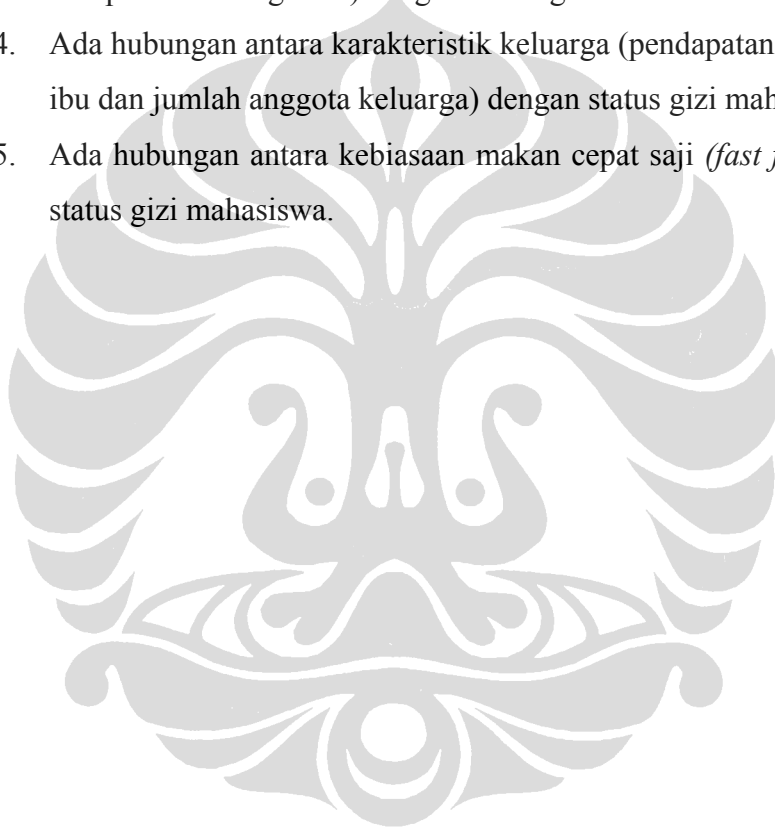 4. Ada hubungan antara karakteristik keluarga (pendapatan
ibu dan jumlah anggota keluarga) dengan status gizi mah
5. Ada hubungan antara kebiasaan makan cepat saji (fast f
status gizi mahasiswa.